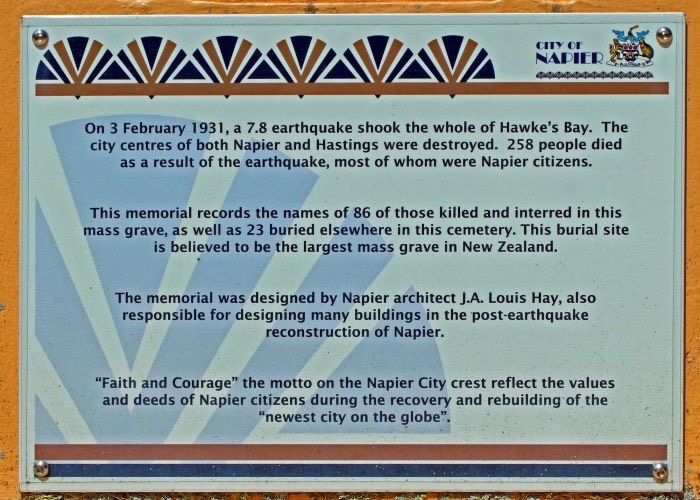 CITY OF
NAPIER
On 3 February 1931, a 7.8 earthquake shook the whole of Hawke's Bay. The
city centres of both Napier and Hastings were destroyed. 258 people died
as a result of the earthquake, most of whom were Napier citizens.
This memorial records the names of 86 of those killed and interred in this
mass grave, as well as 23 buried elsewhere in this cemetery. This burial site
is believed to be the largest mass grave in New Zealand.
The memorial was designed by Napier architect J.A. Louis Hay, also
responsible for designing many buildings in the post-earthquake
reconstruction of Napier.
“Faith and Courage” the motto on the Napier City crest reflect the values
and deeds of Napier citizens during the recovery and rebuilding of the
“newest city on the globe”.